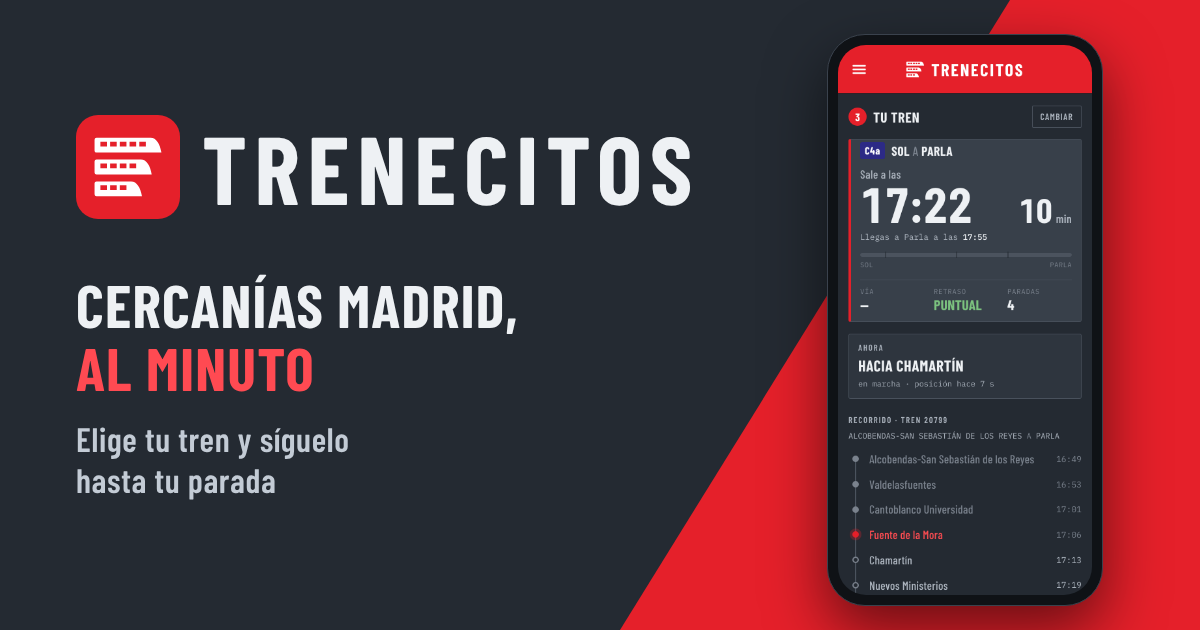 TRENECITOS
CERCANÍAS MADRID,
AL MINUTO
Elige tu tren y síguelo
hasta tu parada
TRENECITOS
3 TU TREN CAMBIAR
C4a SOL A PARLA
Sale a las
17:22 10 min
Llegas a Parla a las 17:55
SOL PARLA
VÍA RETRASO PARADAS
— PUNTUAL 4
AHORA
HACIA CHAMARTÍN
en marcha · posición hace 7 s
RECORRIDO · TREN 20799
ALCOBENDAS-SAN SEBASTIÁN DE LOS REYES A PARLA
Alcobendas-San Sebastián de los Reyes 16:49
Valdelasfuentes 16:53
Cantoblanco Universidad 17:01
Fuente de la Mora 17:06
Chamartín 17:13
Nuevos Ministerios 17:19